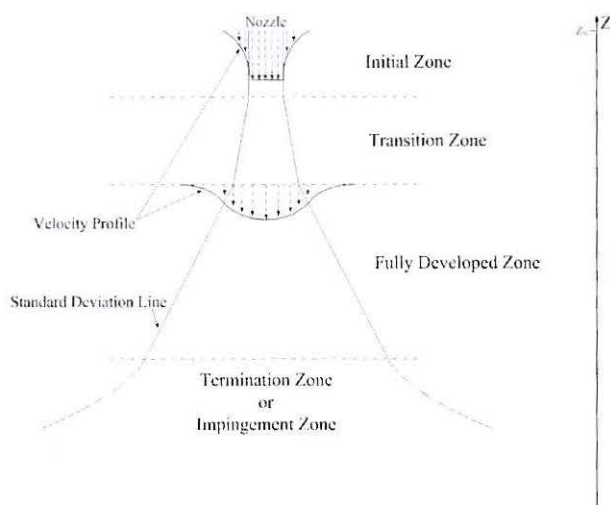 Nozzle
Z
Initial Zone
Transition Zone
Velocity Profile
Fully Developed Zone
Standard Deviation Line
Termination Zone
or
Impingement Zone